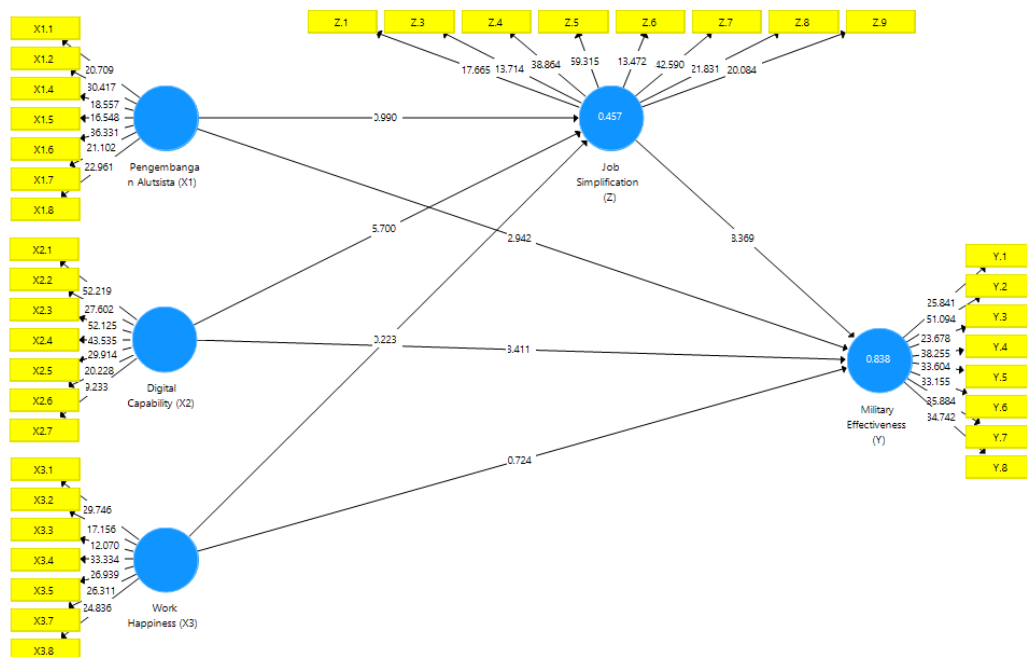 X1.1
X1.2
X1.4
X1.5
X1.6
X1.7
X1.8
20.709
30.417
18.557
16.548
36.331
21.102
22.961
Pengembanga
n Alutsista (X1)
X2.1
X2.2
X2.3
X2.4
X2.5
X2.6
X2.7
52.219
27.602
52.125
43.535
29.914
20.228
9.233
Digital
Capability (X2)
X3.1
X3.2
X3.3
X3.4
X3.5
X3.7
X3.8
29.746
17.156
12.070
33.334
26.939
26.311
24.836
Work
Happiness (X3)
Z.1
Z.3
Z.4
Z.5
Z.6
Z.7
Z.8
Z.9
17.665
13.714
38.864
59.315
13.472
42.590
21.831
20.084
0.457
Job
Simplification
(Z)
0.990
5.700
2.942
0.223
0.724
0.838
Military
Effectiveness
(Y)
25.841
51.094
23.678
38.255
33.604
33.155
35.884
34.742
Y.1
Y.2
Y.3
Y.4
Y.5
Y.6
Y.7
Y.8